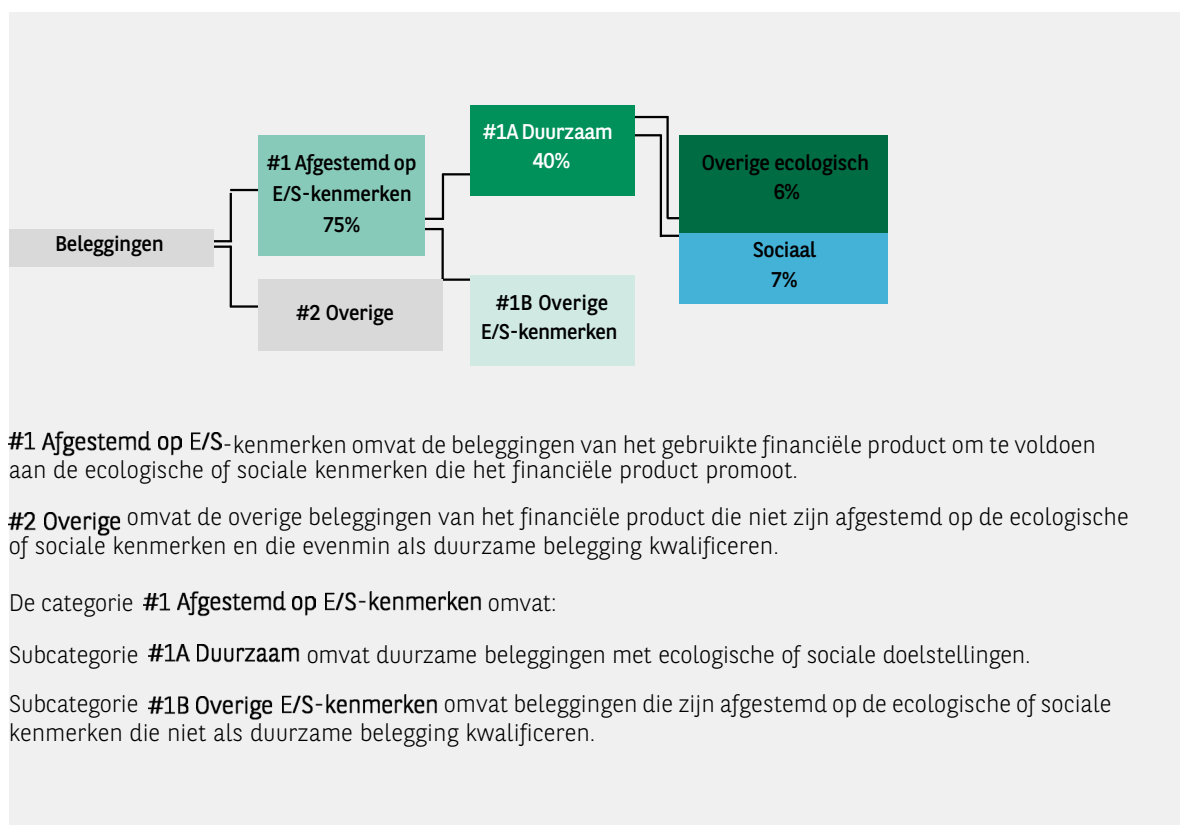 #1A Duurzaam
40%
#1 Afgestemd op
E/S-kenmerken
75%
Overige ecologisch
6%
Beleggingen
Sociaal
7%
#2 Overige
#1B Overige
E/S-kenmerken
#1 Afgestemd op E/S-kenmerken omvat de beleggingen van het gebruikte financiële product om te voldoen
aan de ecologische of sociale kenmerken die het financiële product promoot.
#2 Overige omvat de overige beleggingen van het financiële product die niet zijn afgestemd op de ecologische
of sociale kenmerken en die evenmin als duurzame belegging kwalificeren.
De categorie #1 Afgestemd op E/S-kenmerken omvat:
Subcategorie #1A Duurzaam omvat duurzame beleggingen met ecologische of sociale doelstellingen.
Subcategorie #1B Overige E/S-kenmerken omvat beleggingen die zijn afgestemd op de ecologische of sociale
kenmerken die niet als duurzame belegging kwalificeren.